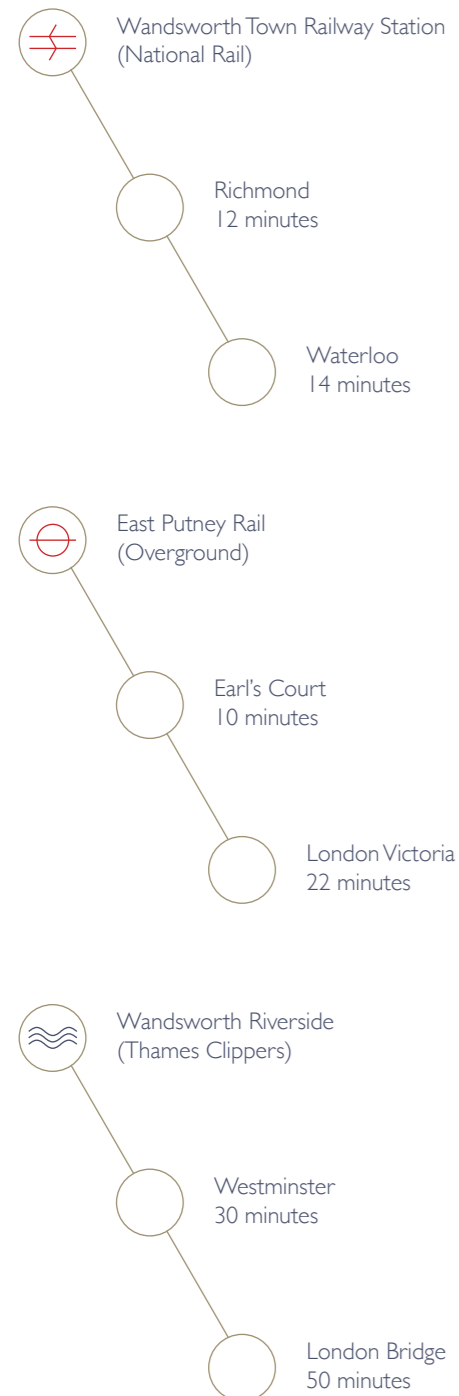 Wandsworth Town Railway Station
(National Rail)
Richmond
12 minutes
Waterloo
14 minutes
East Putney Rail
(Overground)
Earl's Court
10 minutes
London Victoria
22 minutes
Wandsworth Riverside
(Thames Clippers)
Westminster
30 minutes
London Bridge
50 minutes